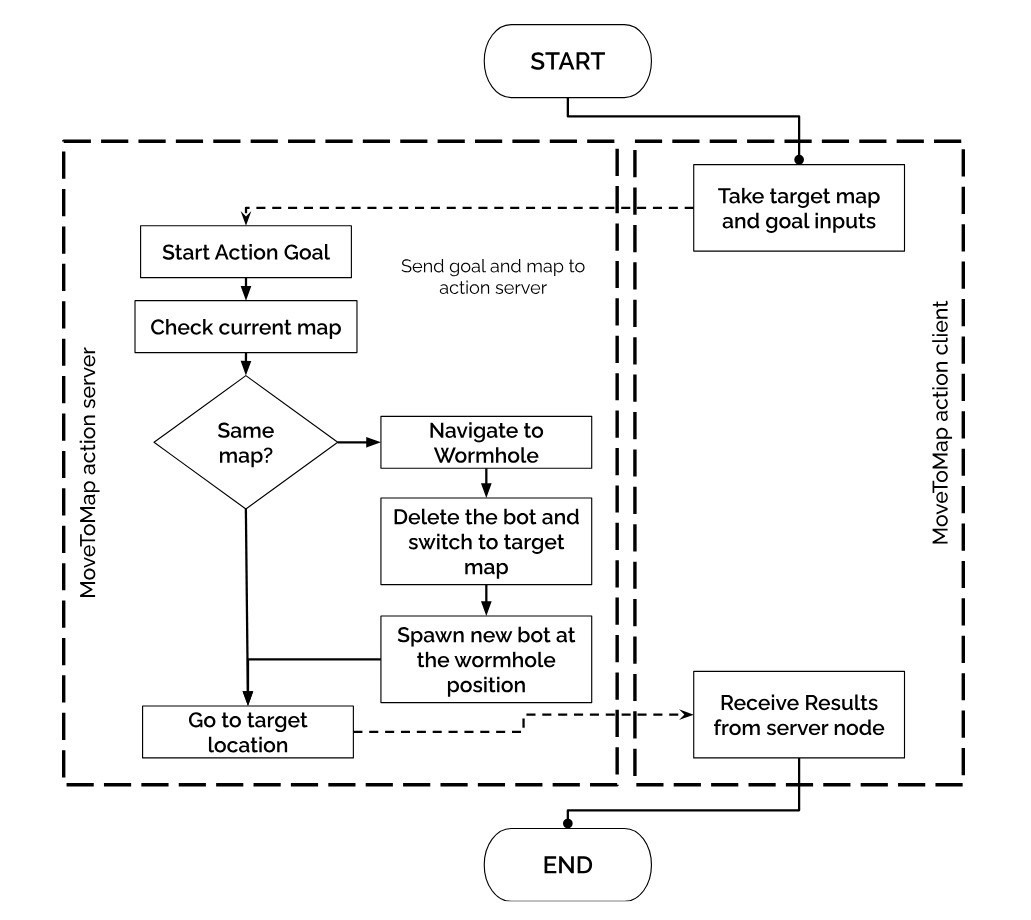 START
Take target map
and goal inputs
Start Action Goal
Send goal and map to
action server
Check current map
Same
map?
Navigate to
Wormhole
Delete the bot and
switch to target
map
Spawn new bot at
the wormhole
position
Go to target
location
Receive Results
from server node
MoveToMap action server
MoveToMap action client
END